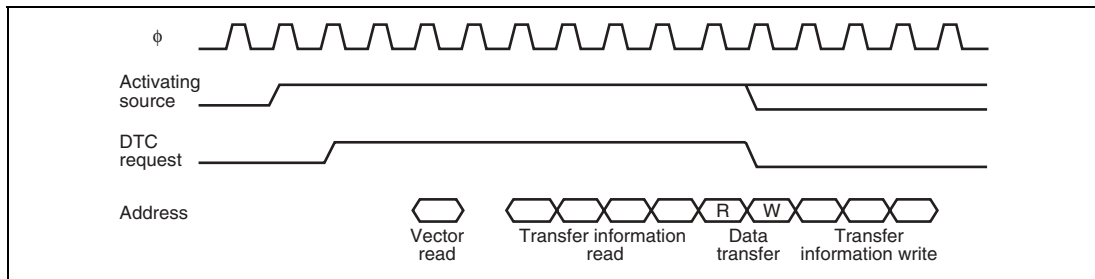 φ
Activating
source
DTC
request
Address
R W
Vector
read
Transfer information
read
Data
transfer
Transfer
information write